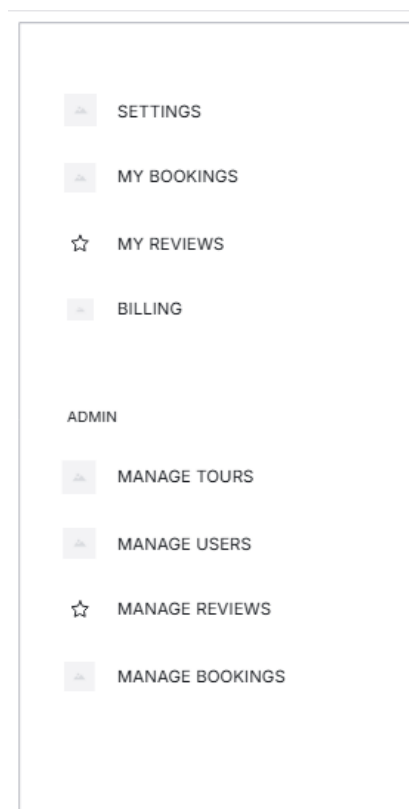 SETTINGS
MY BOOKINGS
MY REVIEWS
BILLING
ADMIN
MANAGE TOURS
MANAGE USERS
MANAGE REVIEWS
MANAGE BOOKINGS